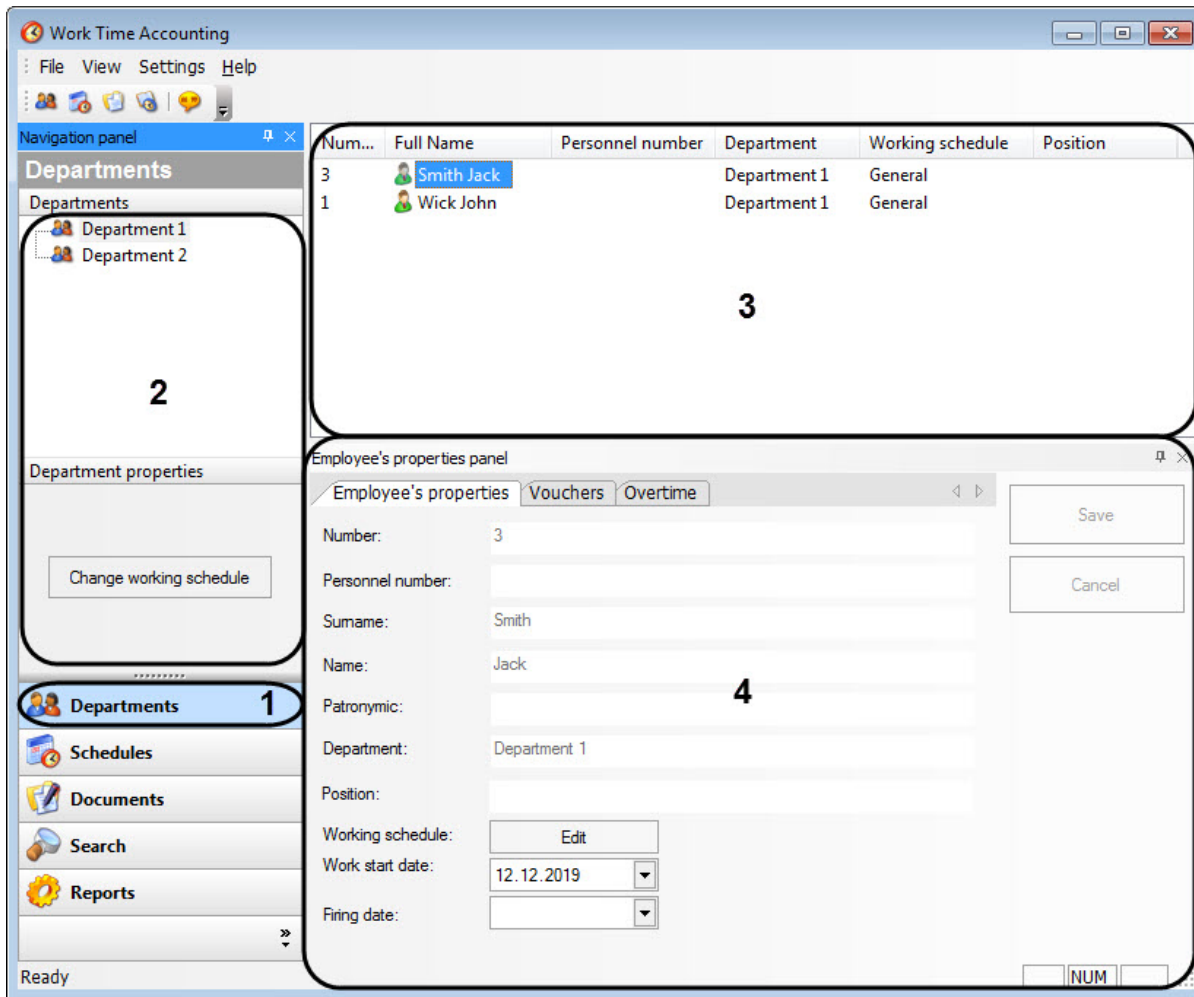 Work Time Accounting
File View Settings Help
Navigation panel
Departments
Departments
Department 1
Department 2
2
Department properties
Change working schedule
Departments 1
Schedules
Documents
Search
Reports
Num... Full Name Personnel number Department Working schedule Position
3 Smith Jack Department 1 General
1 Wick John Department 1 General
3
Employee's properties panel
Employee's properties Vouchers Overtime
Number: 3
Personnel number:
Surname: Smith
Name: Jack
Patronymic:
Department: Department 1
Position:
Working schedule: Edit
Work start date: 12.12.2019
Firing date:
4
Save
Cancel
Ready
NUM